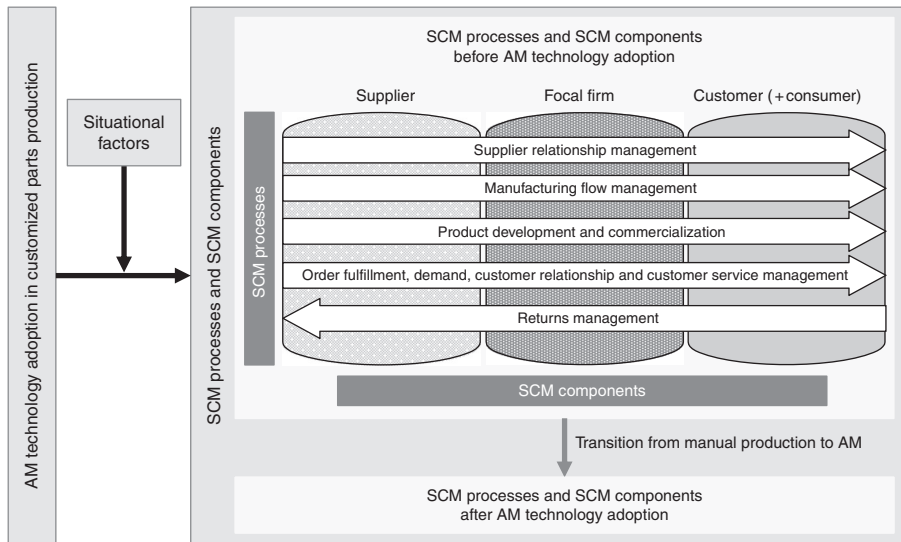 AM technology adoption in customized parts production
Situational
factors
SCM processes and SCM components
SCM processes and SCM components
before AM technology adoption
Supplier
Focal firm
Customer (+consumer)
SCM processes
Supplier relationship management
Manufacturing flow management
Product development and commercialization
Order fulfillment, demand, customer relationship and customer service management
Returns management
SCM components
Transition from manual production to AM
SCM processes and SCM components
after AM technology adoption